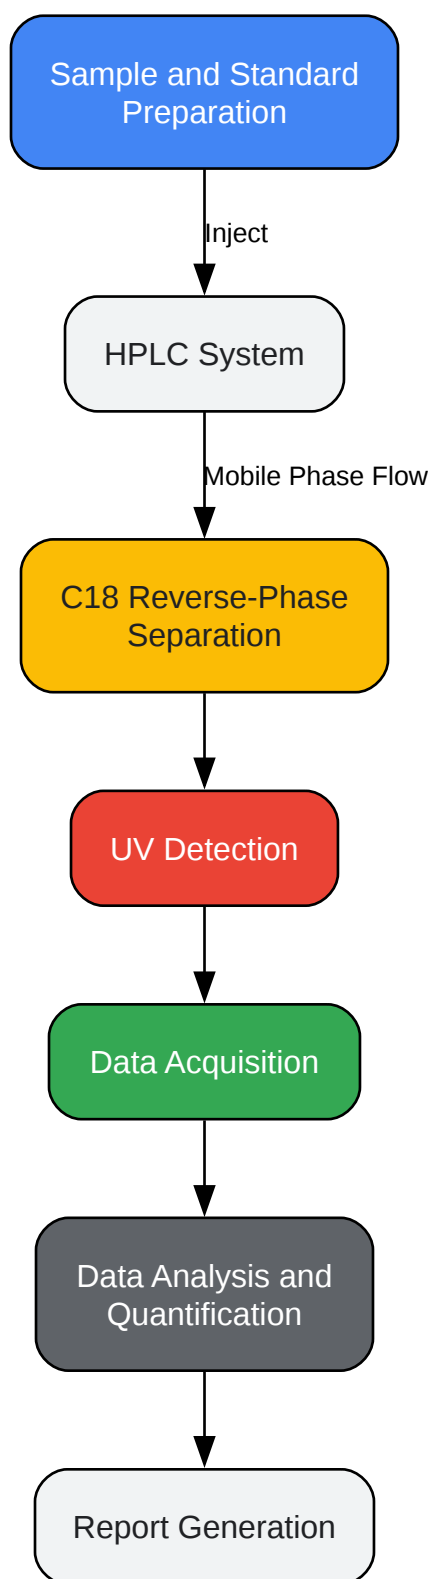 Sample and Standard
Preparation
Inject
HPLC System
Mobile Phase Flow
C18 Reverse-Phase
Separation
UV Detection
Data Acquisition
Data Analysis and
Quantification
Report Generation